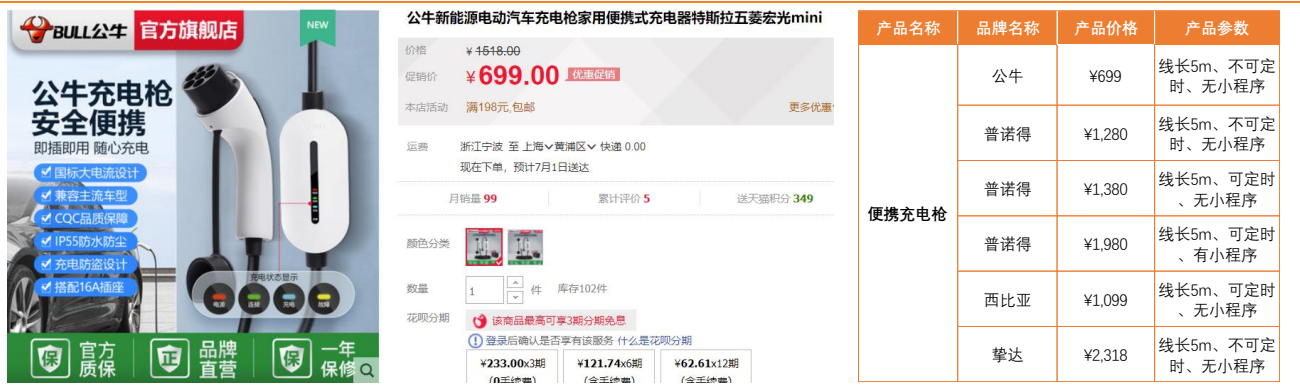 BULL公牛 官方旗舰店
NEW
公牛充电枪
安全便携
即插即用 随心充电
国标大电流设计
兼容主流车型
CQC品质保障
IP55防水防尘
充电防盗设计
搭配16A插座
充电状态显示
电源 连接 充电 故障
保 官方质保
正 品牌直营
保 一年保修
公牛新能源电动汽车充电枪家用便携式充电器特斯拉五菱宏光mini
价格 ¥1518.00
促销价 ¥699.00 优惠促销
本店活动 满198元,包邮 更多优惠
运费 浙江宁波 至 上海 黄浦区 快递 0.00
现在下单，预计7月1日送达
月销量 99 累计评价 5 送天猫积分 349
颜色分类
数量 1 件 库存102件
花呗分期 该商品最高可享3期分期免息
登录后确认是否享有该服务 什么是花呗分期
¥233.00x3期 ¥121.74x6期 ¥62.61x12期
(0手续费) (含手续费) (含手续费)
产品名称 品牌名称 产品价格 产品参数
便携充电枪
公牛 ¥699 线长5m、不可定
时、无小程序
普诺得 ¥1,280 线长5m、不可定
时、无小程序
普诺得 ¥1,380 线长5m、可定时
、无小程序
普诺得 ¥1,980 线长5m、可定时
、有小程序
西比亚 ¥1,099 线长5m、可定时
、无小程序
挚达 ¥2,318 线长5m、不可定
时、无小程序